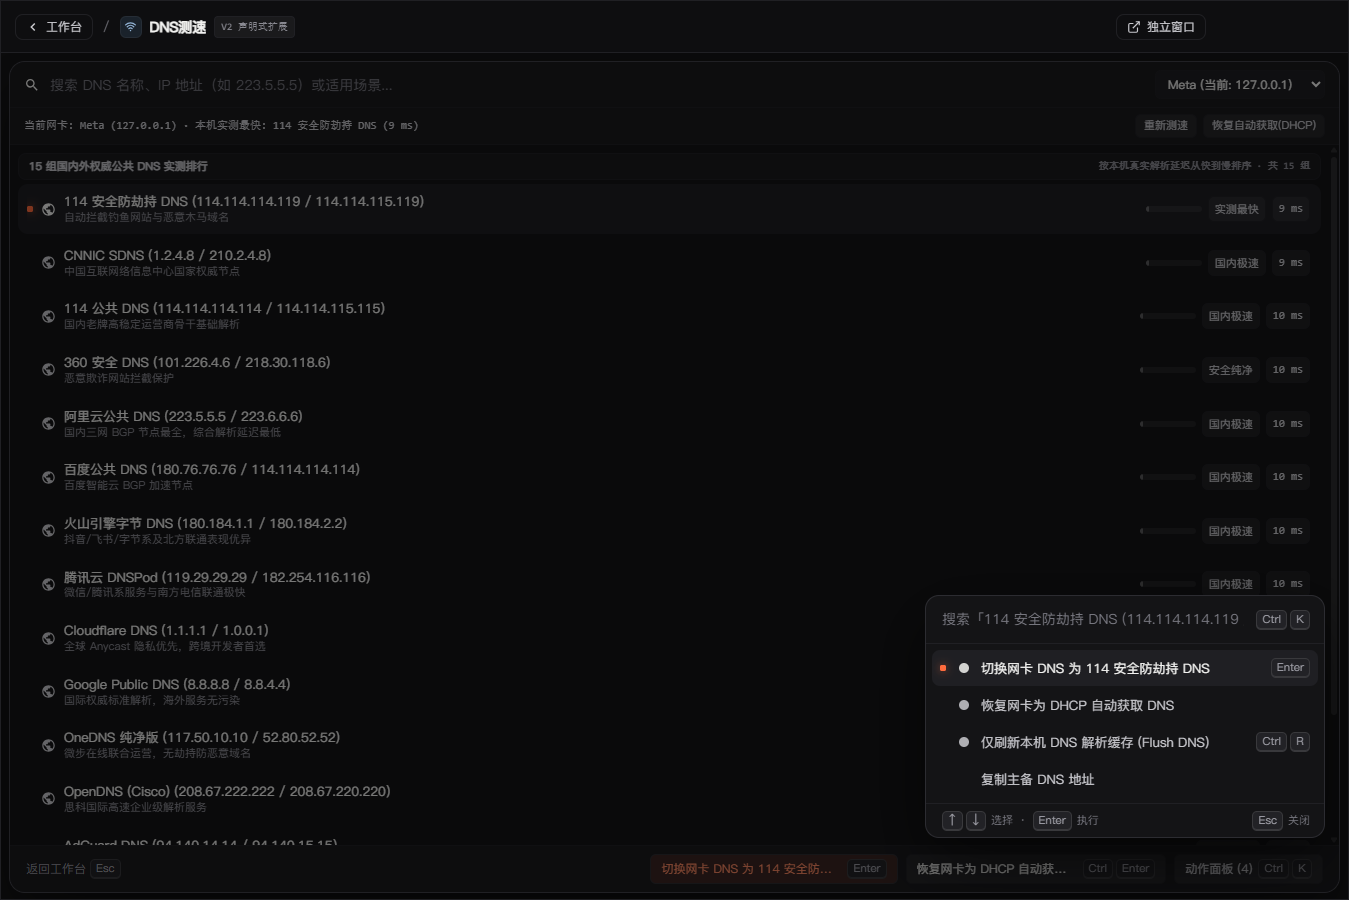 工作台 / DNS测速 V2 声明式扩展 独立窗口
搜索 DNS 名称、IP 地址（如 223.5.5.5）或适用场景... Meta (当前: 127.0.0.1)
当前网卡: Meta (127.0.0.1) · 本机实测最快: 114 安全防劫持 DNS (9 ms) 重新测速 恢复自动获取(DHCP)
15 组国内外权威公共 DNS 实测排行 按本机真实解析延迟从快到慢排序 · 共 15 组
114 安全防劫持 DNS (114.114.114.119 / 114.114.115.119) 实测最快 9 ms
自动拦截钓鱼网站与恶意木马域名
CNNIC SDNS (1.2.4.8 / 210.2.4.8) 国内极速 9 ms
中国互联网络信息中心国家权威节点
114 公共 DNS (114.114.114.114 / 114.114.115.115) 国内极速 10 ms
国内老牌高稳定运营商骨干基础解析
360 安全 DNS (101.226.4.6 / 218.30.118.6) 安全纯净 10 ms
恶意欺诈网站拦截保护
阿里云公共 DNS (223.5.5.5 / 223.6.6.6) 国内极速 10 ms
国内三网 BGP 节点最全，综合解析延迟最低
百度公共 DNS (180.76.76.76 / 114.114.114.114) 国内极速 10 ms
百度智能云 BGP 加速节点
火山引擎字节 DNS (180.184.1.1 / 180.184.2.2) 国内极速 10 ms
抖音/飞书/字节系及北方联通表现优异
腾讯云 DNSPod (119.29.29.29 / 182.254.116.116) 国内极速 10 ms
微信/腾讯系服务与南方电信联通极快
Cloudflare DNS (1.1.1.1 / 1.0.0.1)
全球 Anycast 隐私优先，跨境开发者首选
Google Public DNS (8.8.8.8 / 8.8.4.4)
国际权威标准解析，海外服务无污染
OneDNS 纯净版 (117.50.10.10 / 52.80.52.52)
微步在线联合运营，无劫持防恶意域名
OpenDNS (Cisco) (208.67.222.222 / 208.67.220.220)
思科国际高速企业级解析服务
AdGuard DNS (94.140.14.14 / 94.140.15.15)
搜索「114 安全防劫持 DNS (114.114.114.119 Ctrl K
切换网卡 DNS 为 114 安全防劫持 DNS Enter
恢复网卡为 DHCP 自动获取 DNS
仅刷新本机 DNS 解析缓存 (Flush DNS) Ctrl R
复制主备 DNS 地址
↑ ↓ 选择 · Enter 执行 Esc 关闭
返回工作台 Esc 切换网卡 DNS 为 114 安全防... Enter 恢复网卡为 DHCP 自动获... Ctrl Enter 动作面板 (4) Ctrl K